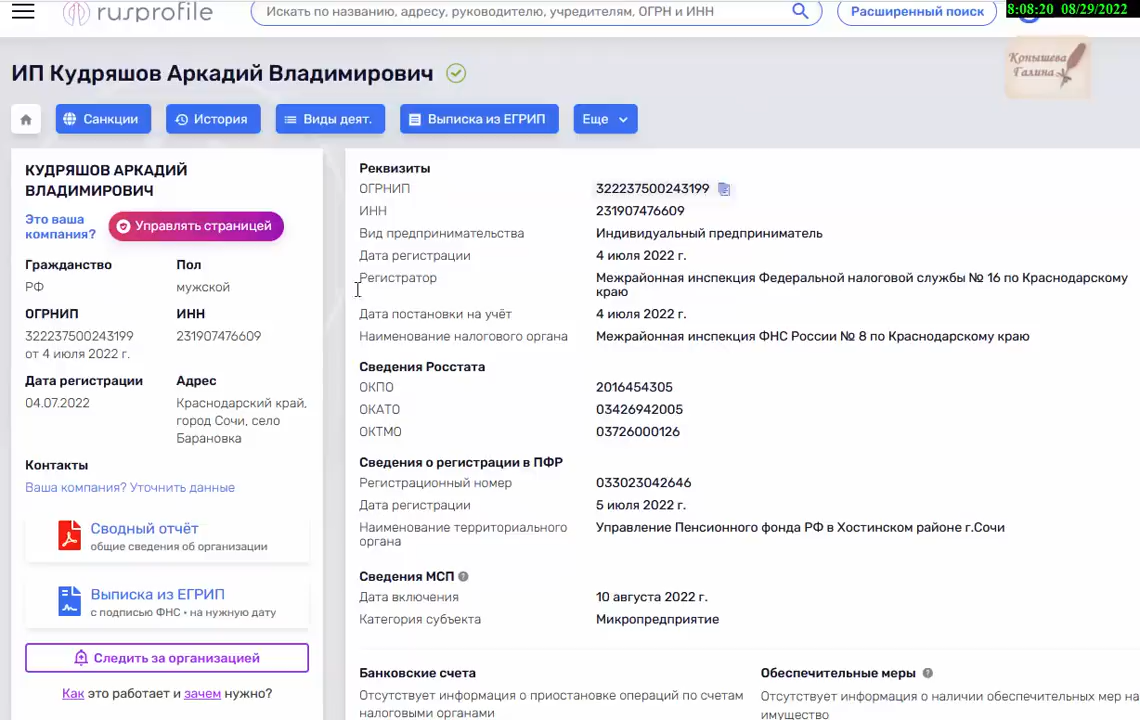 rusprofile
Искать по названию, адресу, руководителю, учредителям, ОГРН и ИНН
Расширенный поиск
8:08:20 08/29/2022
ИП Кудряшов Аркадий Владимирович
Конышева
Галина
Санкции
История
Виды деят.
Выписка из ЕГРИП
Еще
КУДРЯШОВ АРКАДИЙ
ВЛАДИМИРОВИЧ
Это ваша
компания?
Управлять страницей
Гражданство Пол
РФ мужской
ОГРНИП ИНН
322237500243199 231907476609
от 4 июля 2022 г.
Дата регистрации Адрес
04.07.2022 Краснодарский край,
город Сочи, село
Барановка
Контакты
Ваша компания? Уточнить данные
Сводный отчёт
общие сведения об организации
Выписка из ЕГРИП
с подписью ФНС • на нужную дату
Следить за организацией
Как это работает и зачем нужно?
Реквизиты
ОГРНИП 322237500243199
ИНН 231907476609
Вид предпринимательства Индивидуальный предприниматель
Дата регистрации 4 июля 2022 г.
Регистратор Межрайонная инспекция Федеральной налоговой службы № 16 по Краснодарскому
краю
Дата постановки на учёт 4 июля 2022 г.
Наименование налогового органа Межрайонная инспекция ФНС России № 8 по Краснодарскому краю
Сведения Росстата
ОКПО 2016454305
ОКАТО 03426942005
ОКТМО 03726000126
Сведения о регистрации в ПФР
Регистрационный номер 033023042646
Дата регистрации 5 июля 2022 г.
Наименование территориального Управление Пенсионного фонда РФ в Хостинском районе г.Сочи
органа
Сведения МСП
Дата включения 10 августа 2022 г.
Категория субъекта Микропредприятие
Банковские счета
Отсутствует информация о приостановке операций по счетам
налоговыми органами
Обеспечительные меры
Отсутствует информация о наличии обеспечительных мер на
имущество